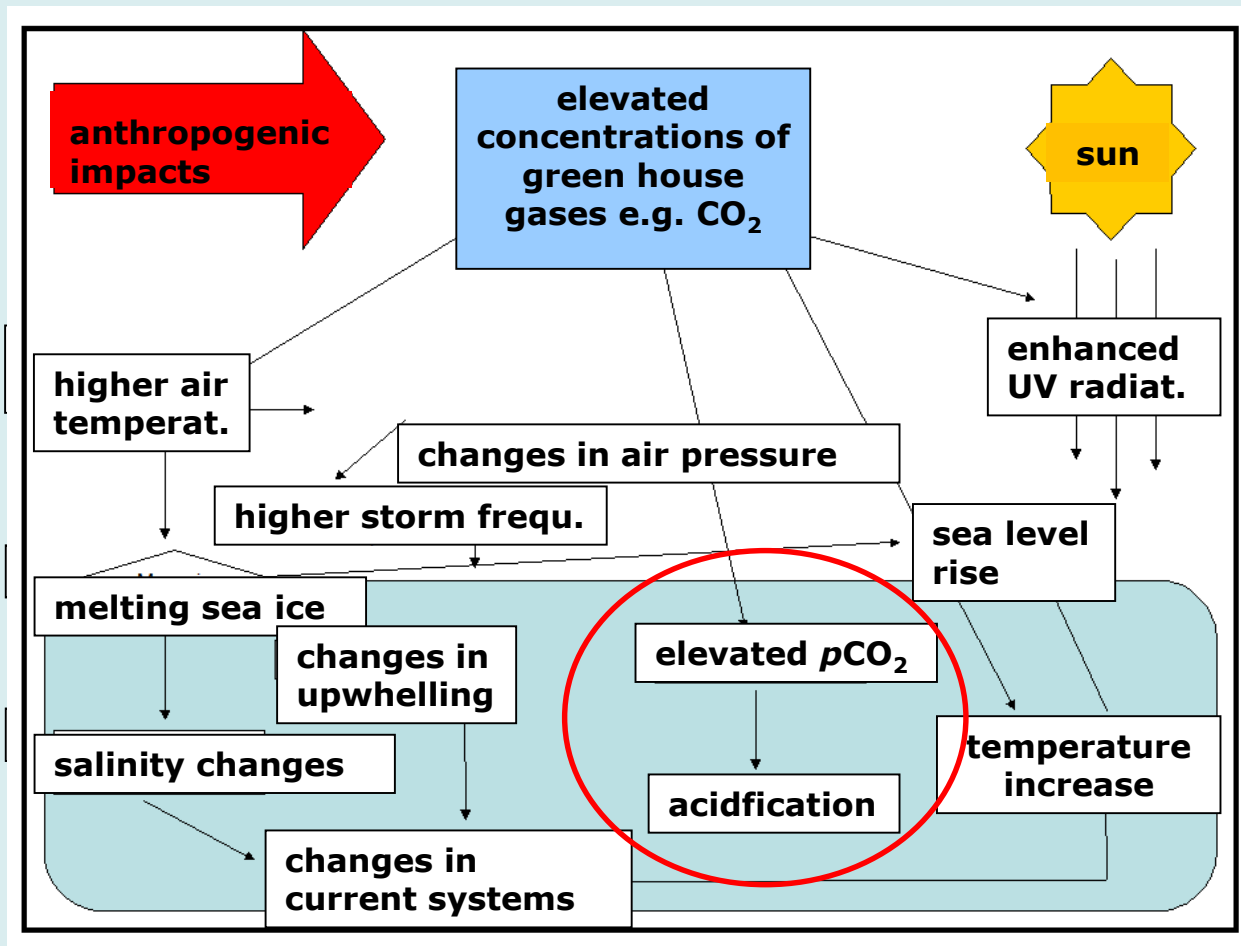 anthropogenic
impacts
elevated
concentrations of
green house
gases e.g. CO₂
sun
higher air
temperat.
enhanced
UV radiat.
changes in air pressure
higher storm frequ.
sea level
rise
melting sea ice
changes in
upwhelling
elevated pCO₂
salinity changes
temperature
increase
acidfication
changes in
current systems